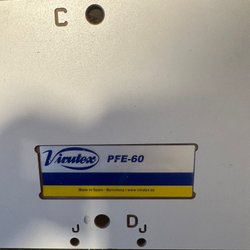 C
Virutex PFE-60
Made in Spain - Barcelona / www.virutex.es
D
J J